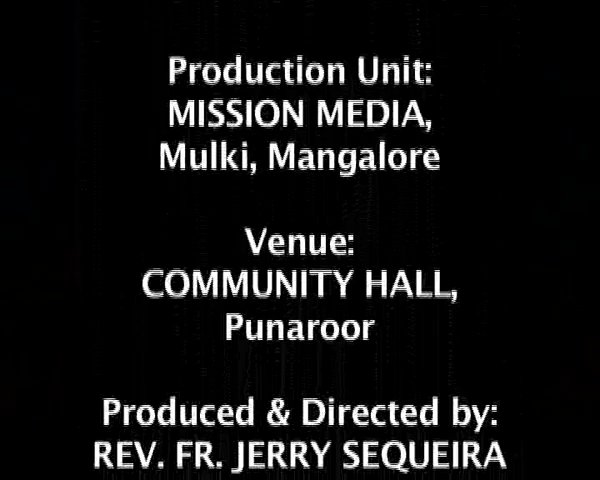 Production Unit:
MISSION MEDIA,
Mulki, Mangalore
Venue:
COMMUNITY HALL,
Punaroor
Produced & Directed by:
REV. FR. JERRY SEQUEIRA